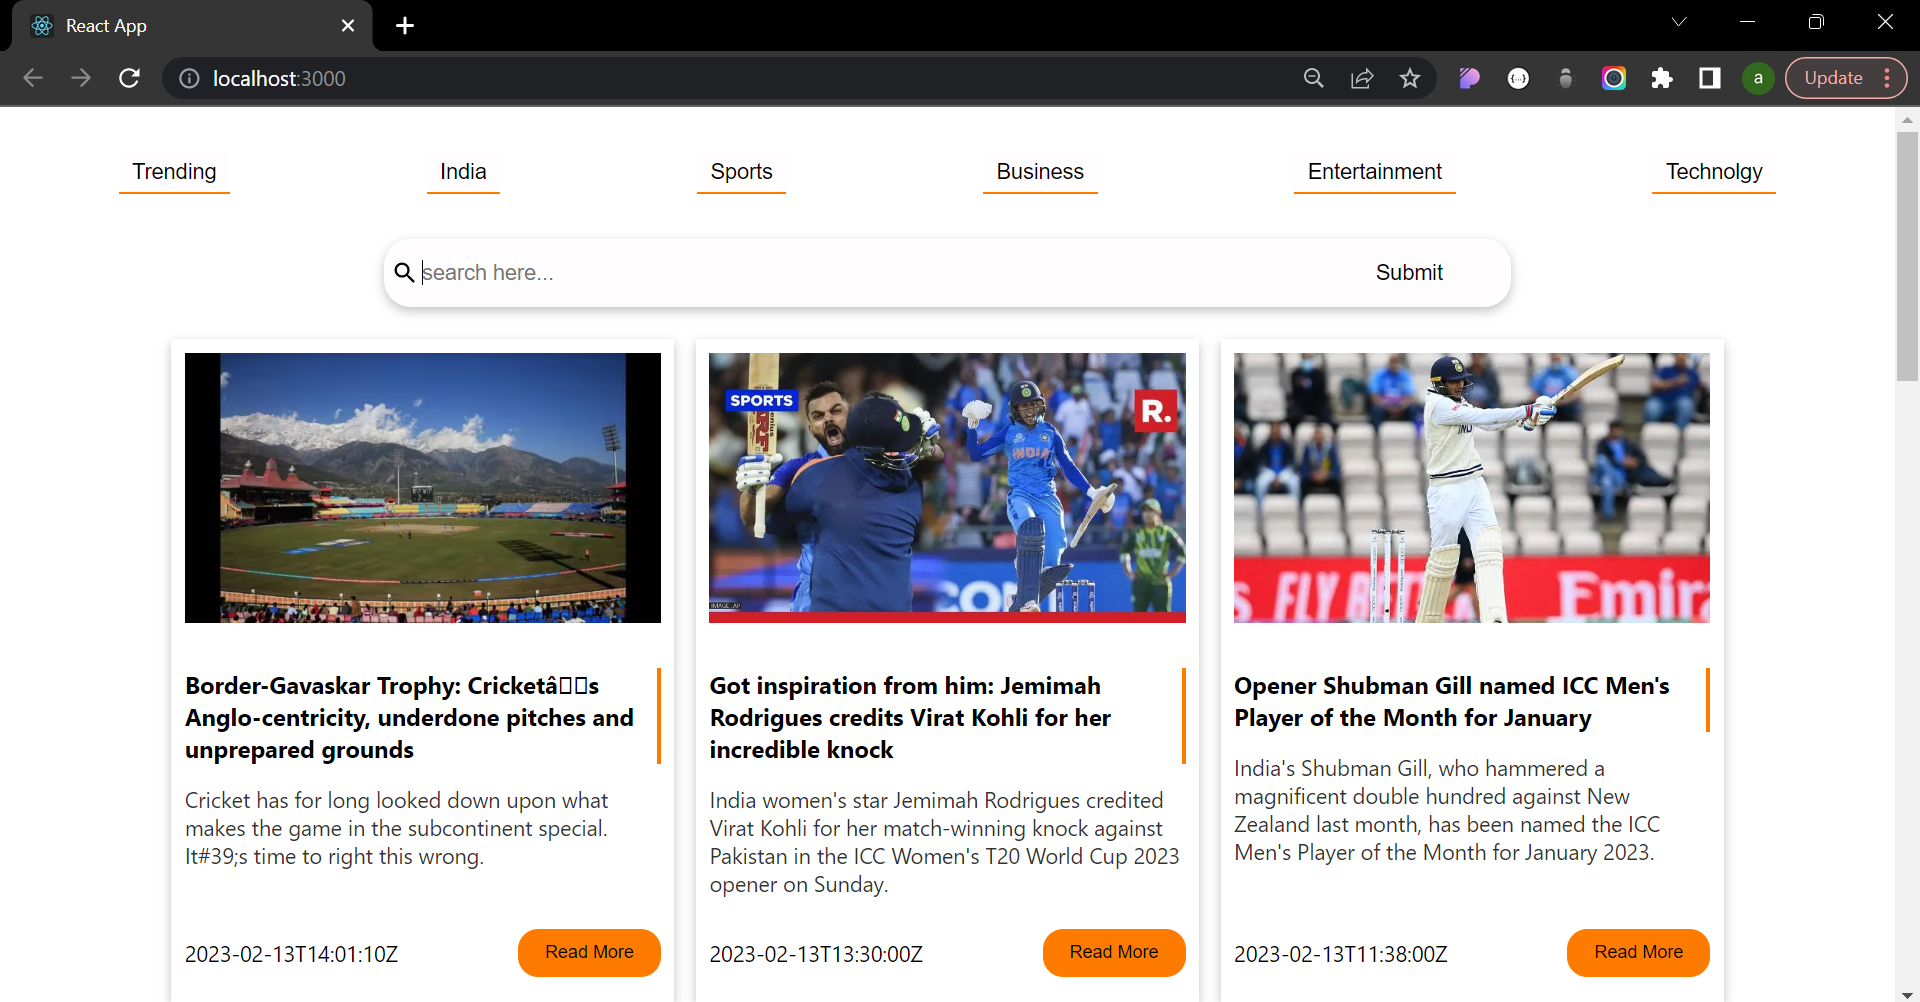 React App
localhost:3000
a
Update
Trending
India
Sports
Business
Entertainment
Technolgy
search here...
Submit
SPORTS
R.
INDIA
IMAGE: AP
FLY
Emira
Border-Gavaskar Trophy: Cricketâ▯▯s
Anglo-centricity, underdone pitches and
unprepared grounds
Cricket has for long looked down upon what
makes the game in the subcontinent special.
It#39;s time to right this wrong.
2023-02-13T14:01:10Z
Read More
Got inspiration from him: Jemimah
Rodrigues credits Virat Kohli for her
incredible knock
India women's star Jemimah Rodrigues credited
Virat Kohli for her match-winning knock against
Pakistan in the ICC Women's T20 World Cup 2023
opener on Sunday.
2023-02-13T13:30:00Z
Read More
Opener Shubman Gill named ICC Men's
Player of the Month for January
India's Shubman Gill, who hammered a
magnificent double hundred against New
Zealand last month, has been named the ICC
Men's Player of the Month for January 2023.
2023-02-13T11:38:00Z
Read More